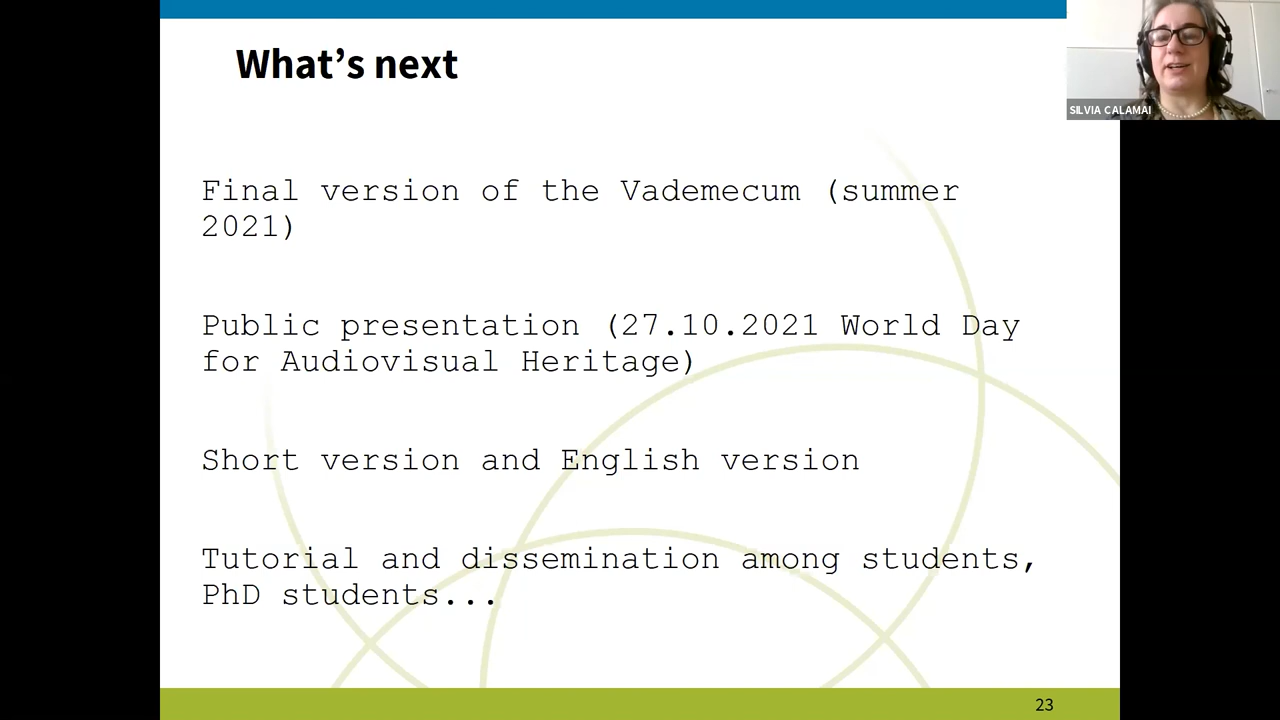 What's next
SILVIA CALAMAI
Final version of the Vademecum (summer
2021)
Public presentation (27.10.2021 World Day
for Audiovisual Heritage)
Short version and English version
Tutorial and dissemination among students,
PhD students...
23